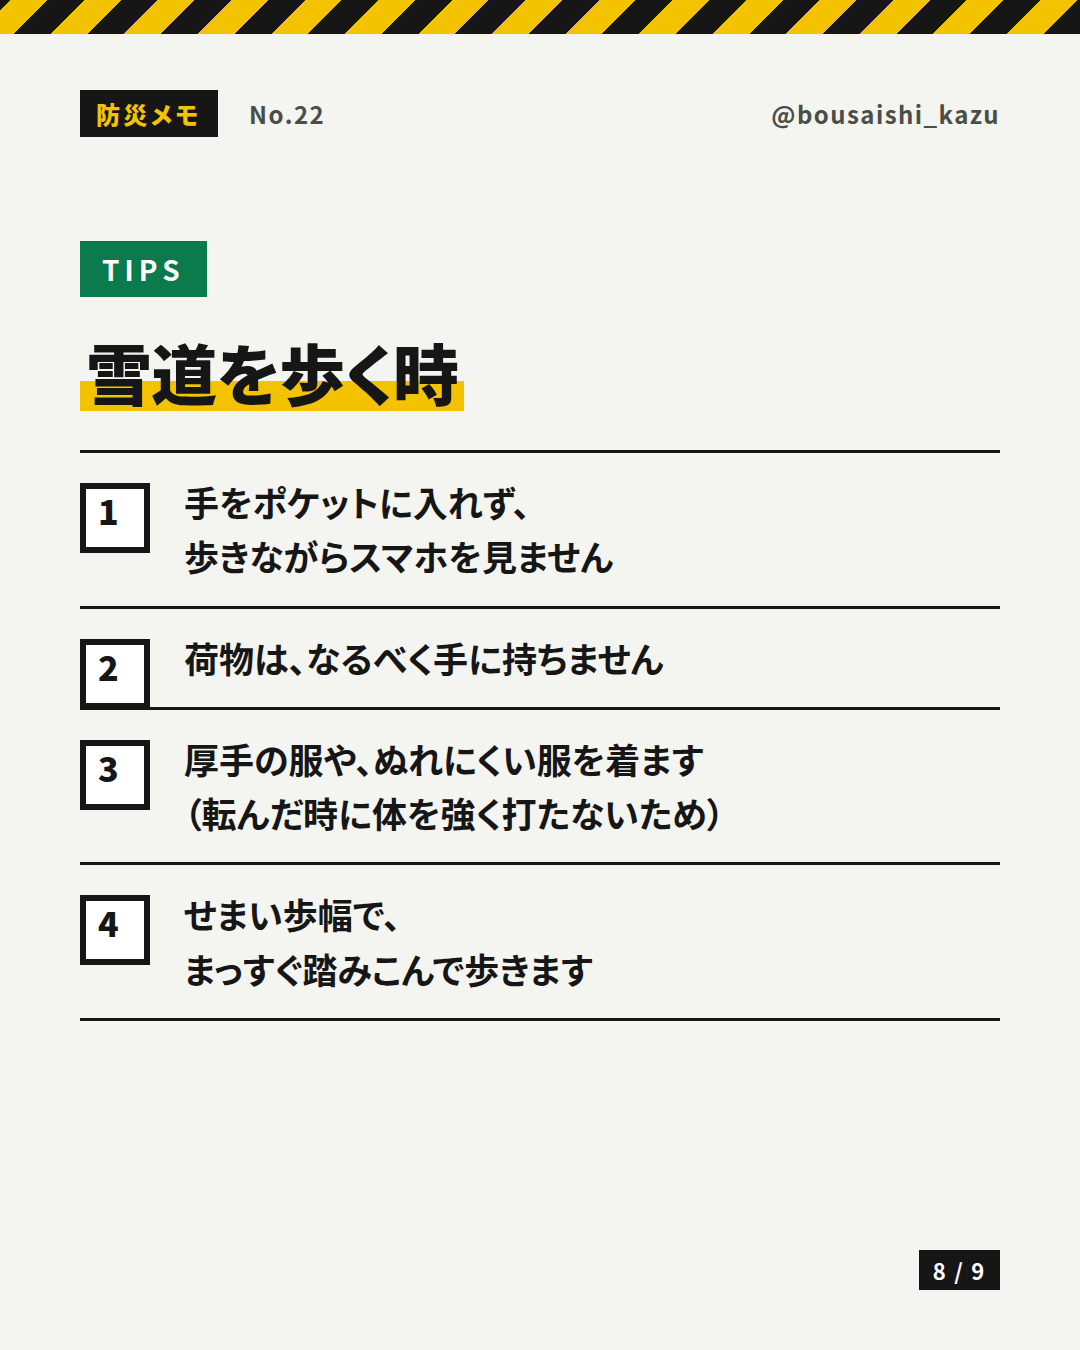 防災メモ No.22 @bousaishi_kazu
TIPS
雪道を歩く時
1 手をポケットに入れず、
歩きながらスマホを見ません
2 荷物は、なるべく手に持ちません
3 厚手の服や、ぬれにくい服を着ます
（転んだ時に体を強く打たないため）
4 せまい歩幅で、
まっすぐ踏みこんで歩きます
8 / 9